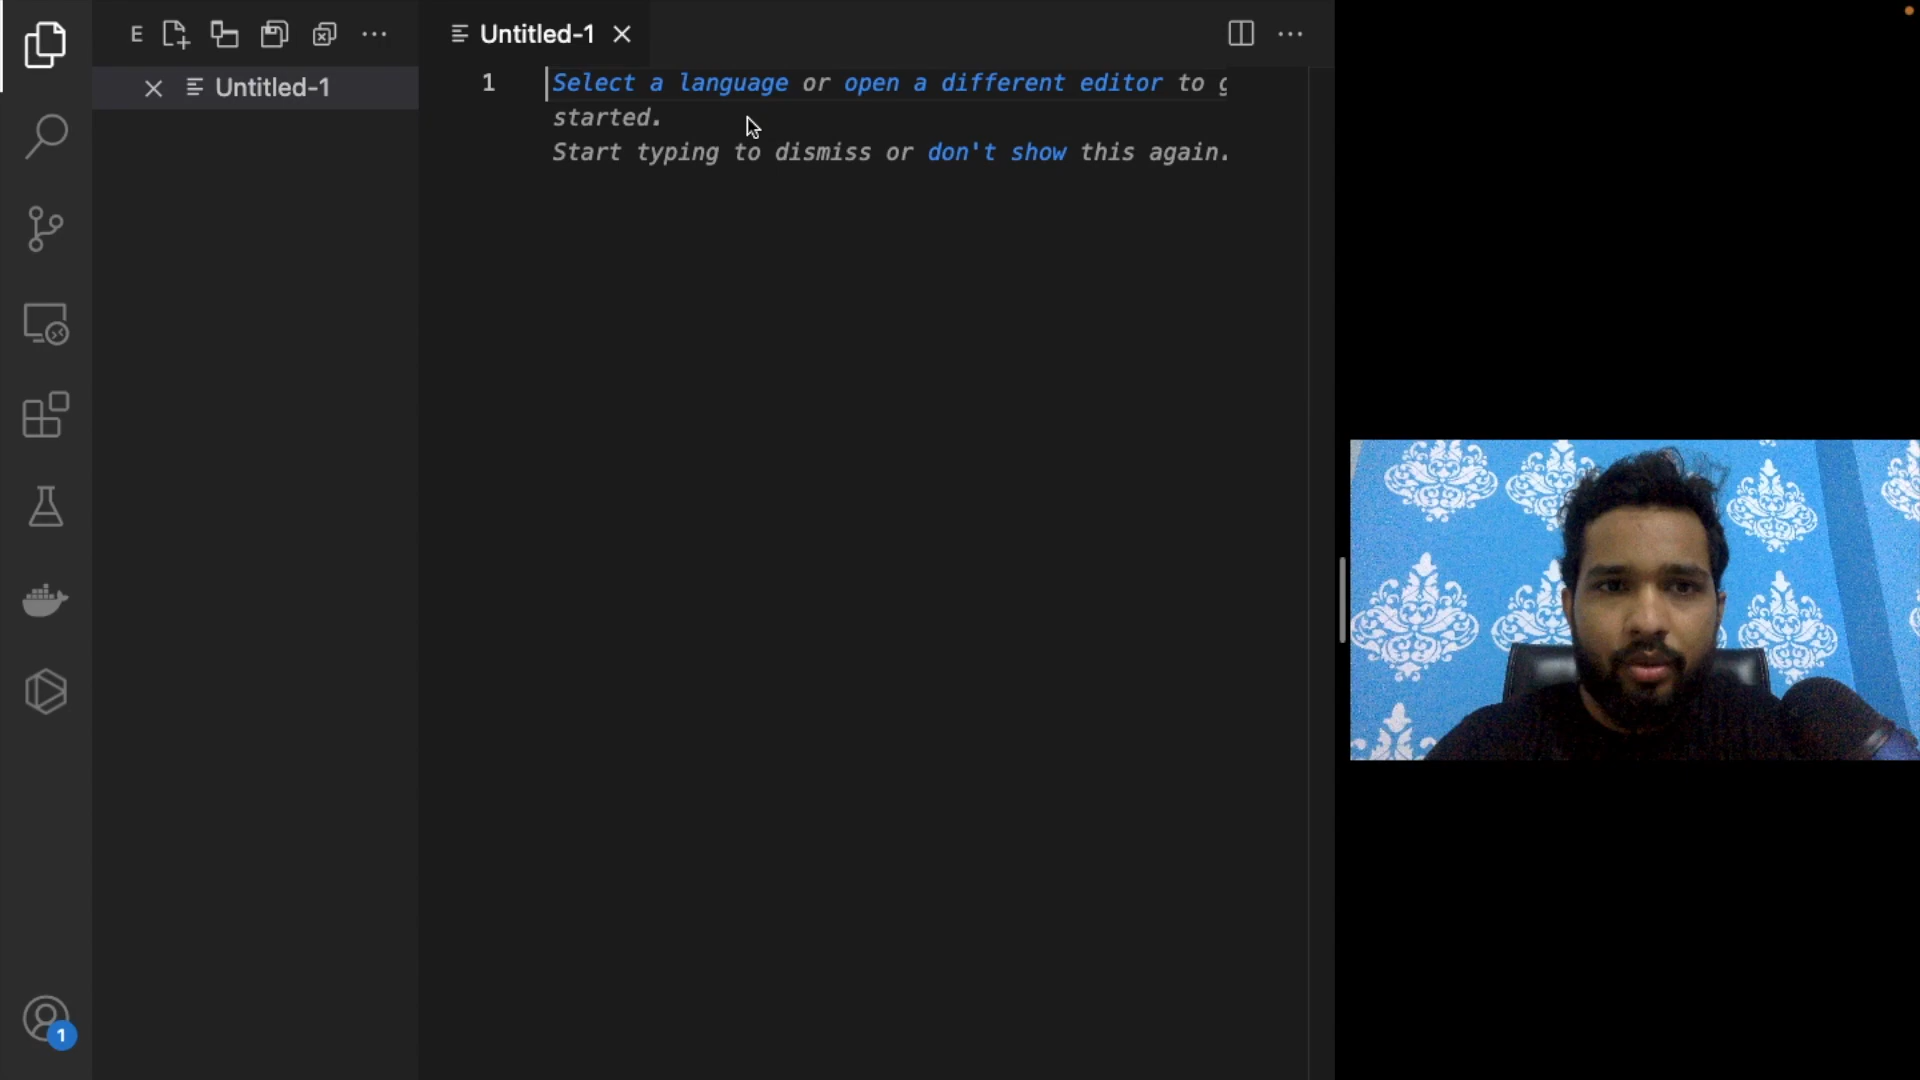 E
Untitled-1
Untitled-1
1
Select a language or open a different editor to g
started.
Start typing to dismiss or don't show this again.
1